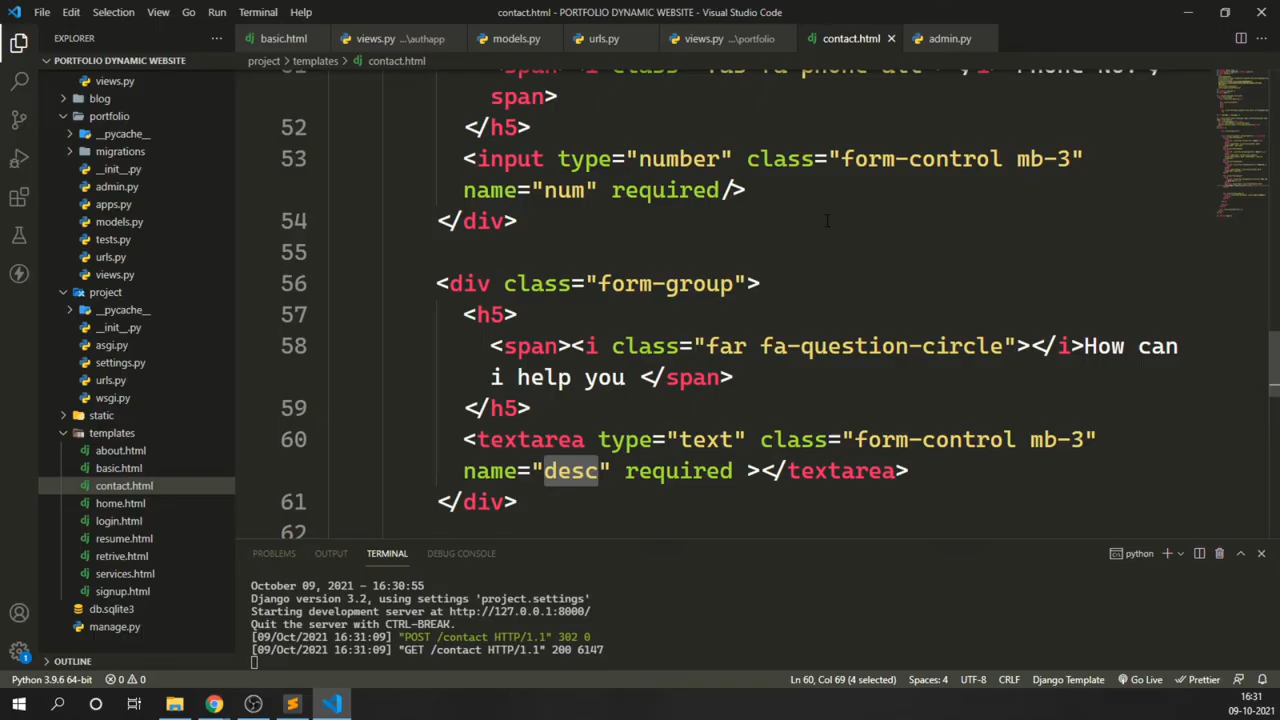 File Edit Selection View Go Run Terminal Help
contact.html - PORTFOLIO DYNAMIC WEBSITE - Visual Studio Code
EXPLORER
basic.html views.py ...\authapp models.py urls.py views.py ...\portfolio contact.html admin.py
PORTFOLIO DYNAMIC WEBSITE
project > templates > contact.html
views.py
blog
portfolio
__pycache__
migrations
__init__.py
admin.py
apps.py
models.py
tests.py
urls.py
views.py
project
__pycache__
__init__.py
asgi.py
settings.py
urls.py
wsgi.py
static
templates
about.html
basic.html
contact.html
home.html
login.html
resume.html
retrive.html
services.html
signup.html
db.sqlite3
manage.py
OUTLINE
span>
52 </h5>
53 <input type="number" class="form-control mb-3"
name="num" required/>
54 </div>
55
56 <div class="form-group">
57 <h5>
58 <span><i class="far fa-question-circle"></i>How can
i help you </span>
59 </h5>
60 <textarea type="text" class="form-control mb-3"
name="desc" required ></textarea>
61 </div>
62
PROBLEMS OUTPUT TERMINAL DEBUG CONSOLE
python
October 09, 2021 - 16:30:55
Django version 3.2, using settings 'project.settings'
Starting development server at http://127.0.0.1:8000/
Quit the server with CTRL-BREAK.
[09/Oct/2021 16:31:09] "POST /contact HTTP/1.1" 302 0
[09/Oct/2021 16:31:09] "GET /contact HTTP/1.1" 200 6147
Python 3.9.6 64-bit 0 0 Ln 60, Col 69 (4 selected) Spaces: 4 UTF-8 CRLF Django Template Go Live Prettier
1
16:31
09-10-2021